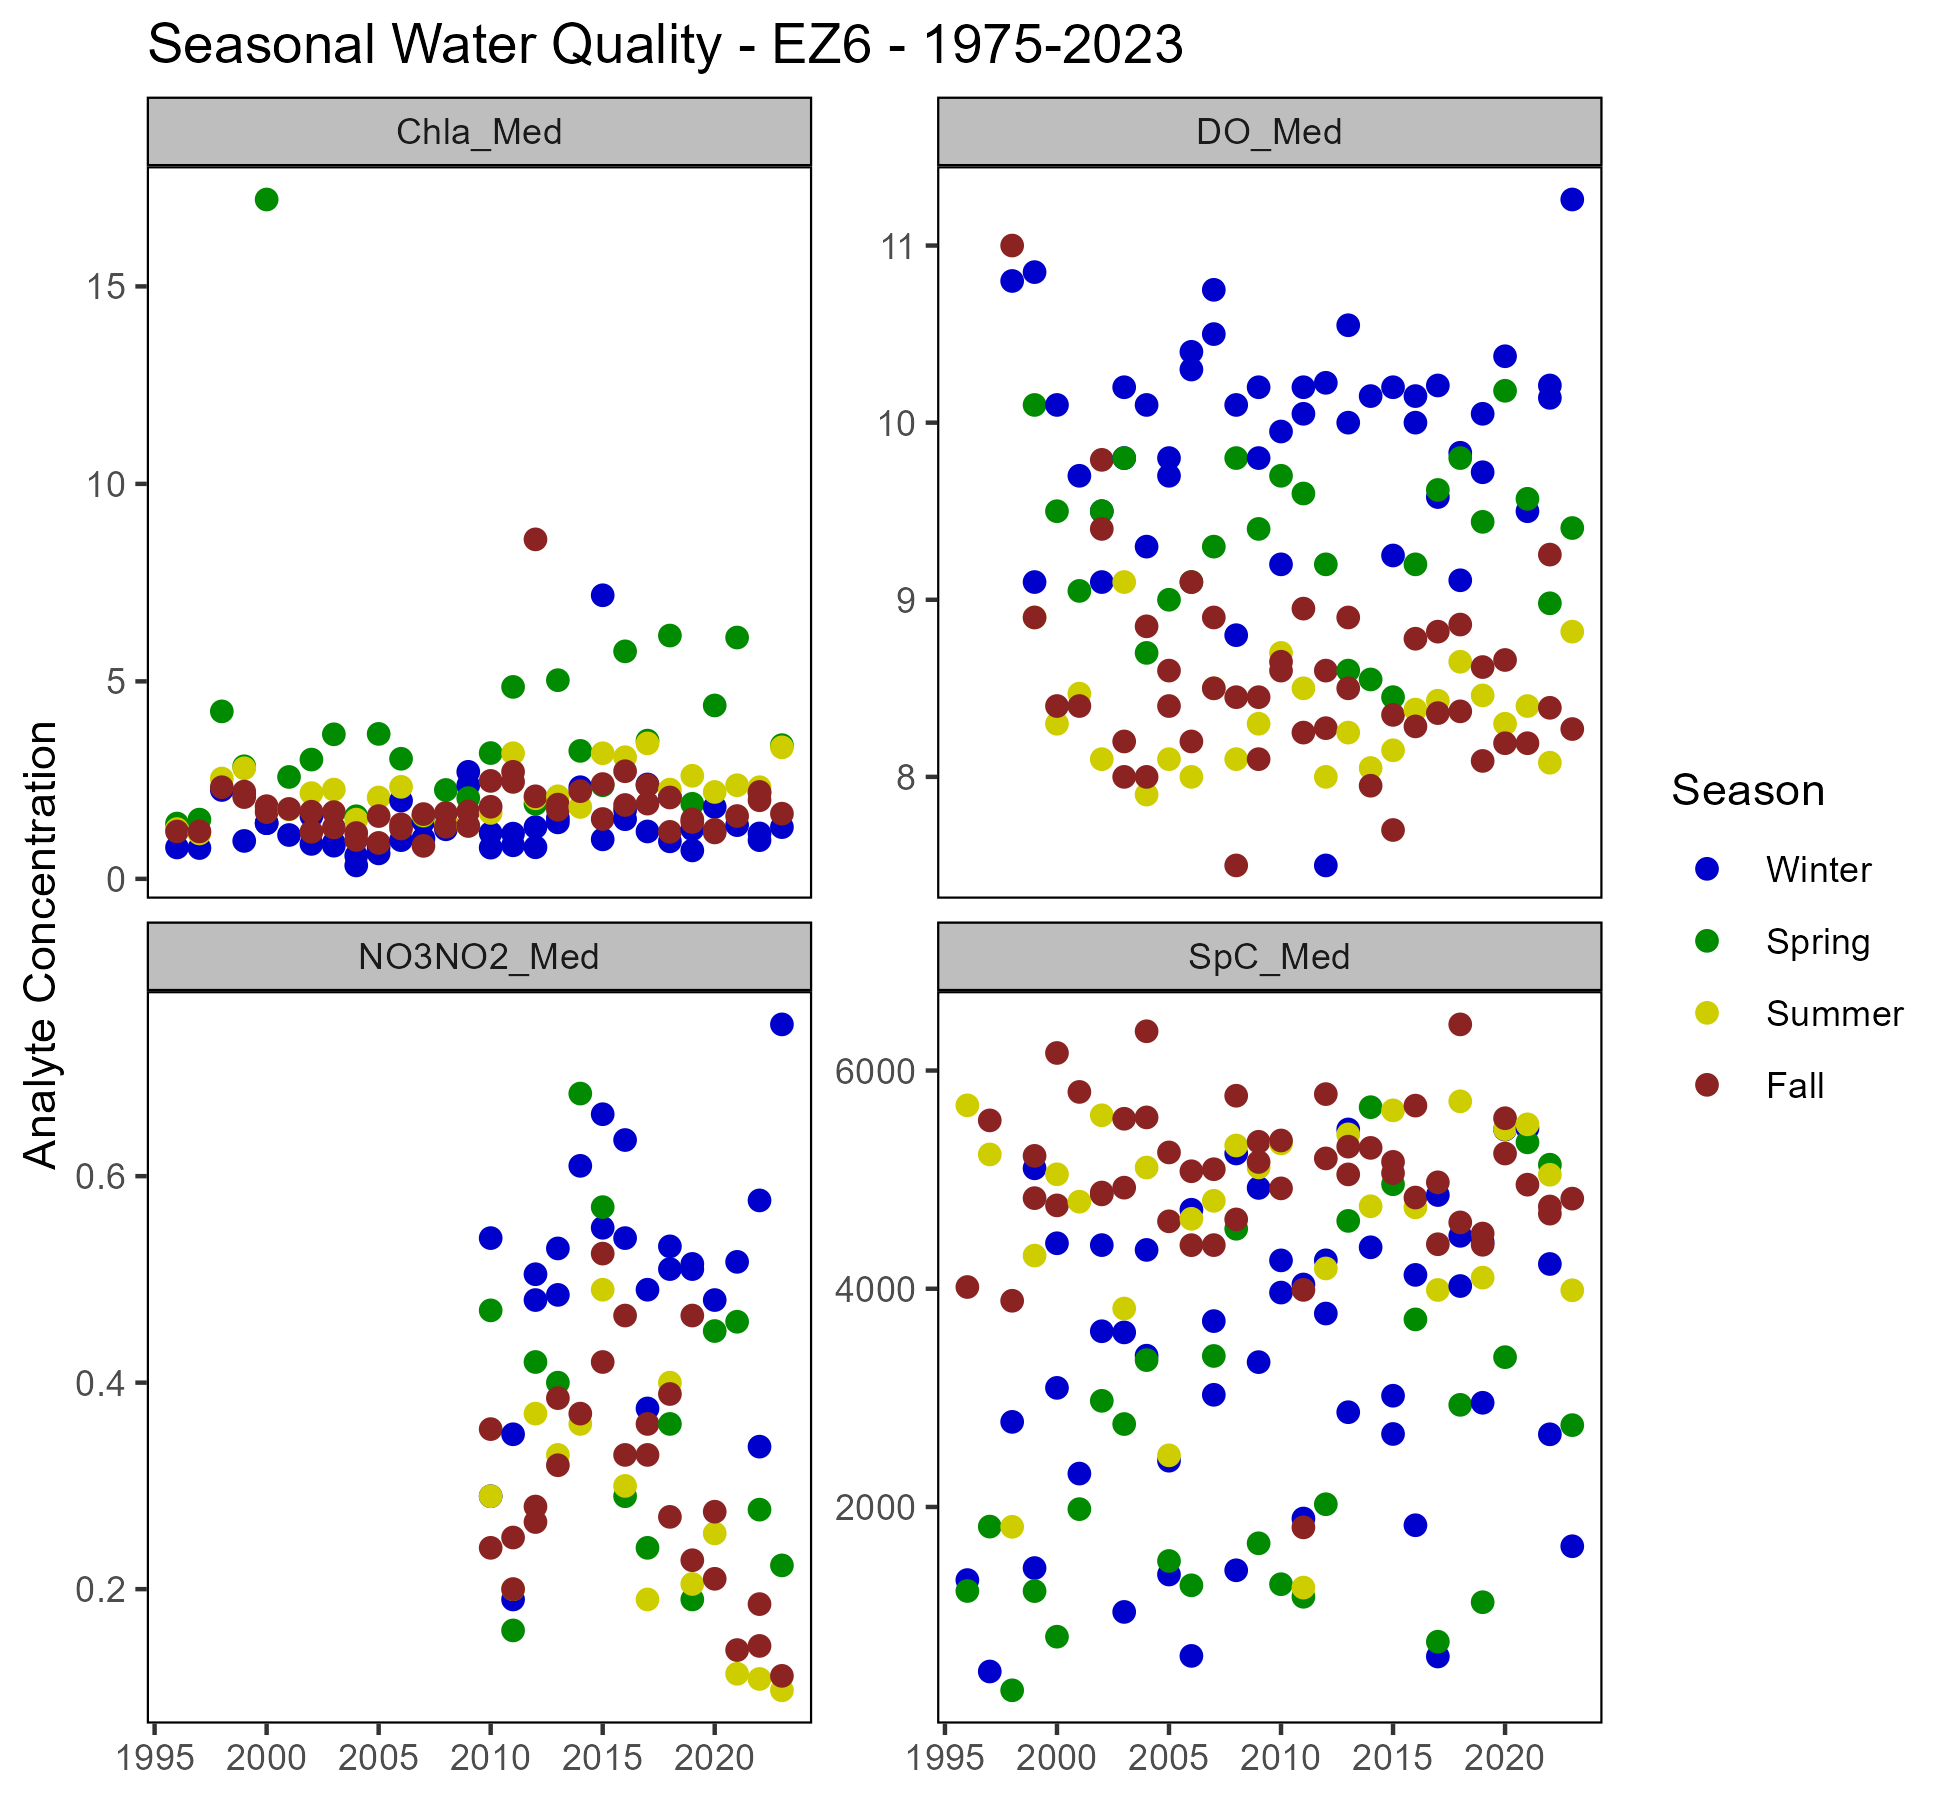 Seasonal Water Quality - EZ6 - 1975-2023
Chla_Med
DO_Med
15
10
5
0
11
10
9
8
Analyte Concentration
NO3NO2_Med
SpC_Med
0.6
0.4
0.2
6000
4000
2000
1995 2000 2005 2010 2015 2020
1995 2000 2005 2010 2015 2020
Season
Winter
Spring
Summer
Fall